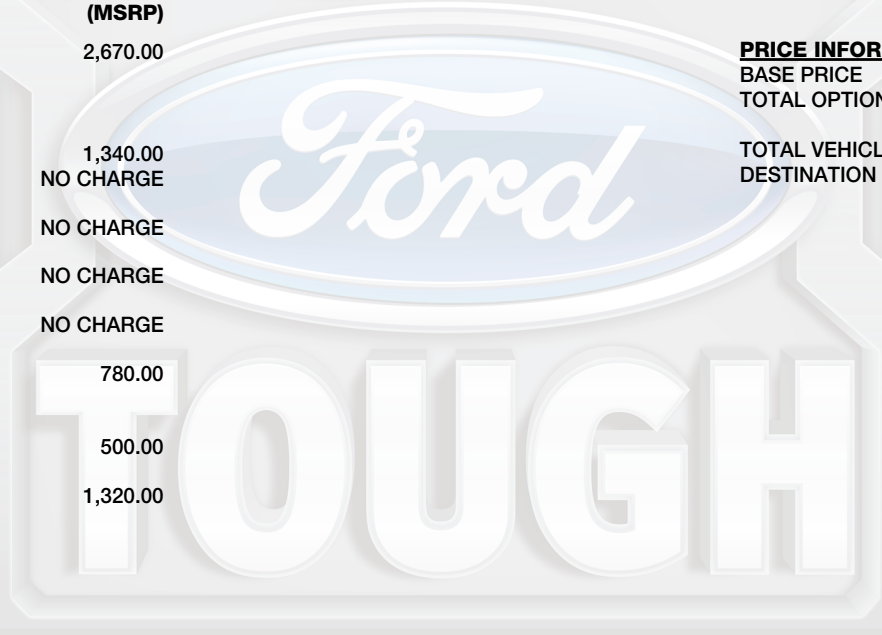 (MSRP)
2,670.00
1,340.00
NO CHARGE
NO CHARGE
NO CHARGE
NO CHARGE
780.00
500.00
1,320.00
PRICE INFOR
BASE PRICE
TOTAL OPTION
TOTAL VEHICL
DESTINATION
Ford
TOUGH